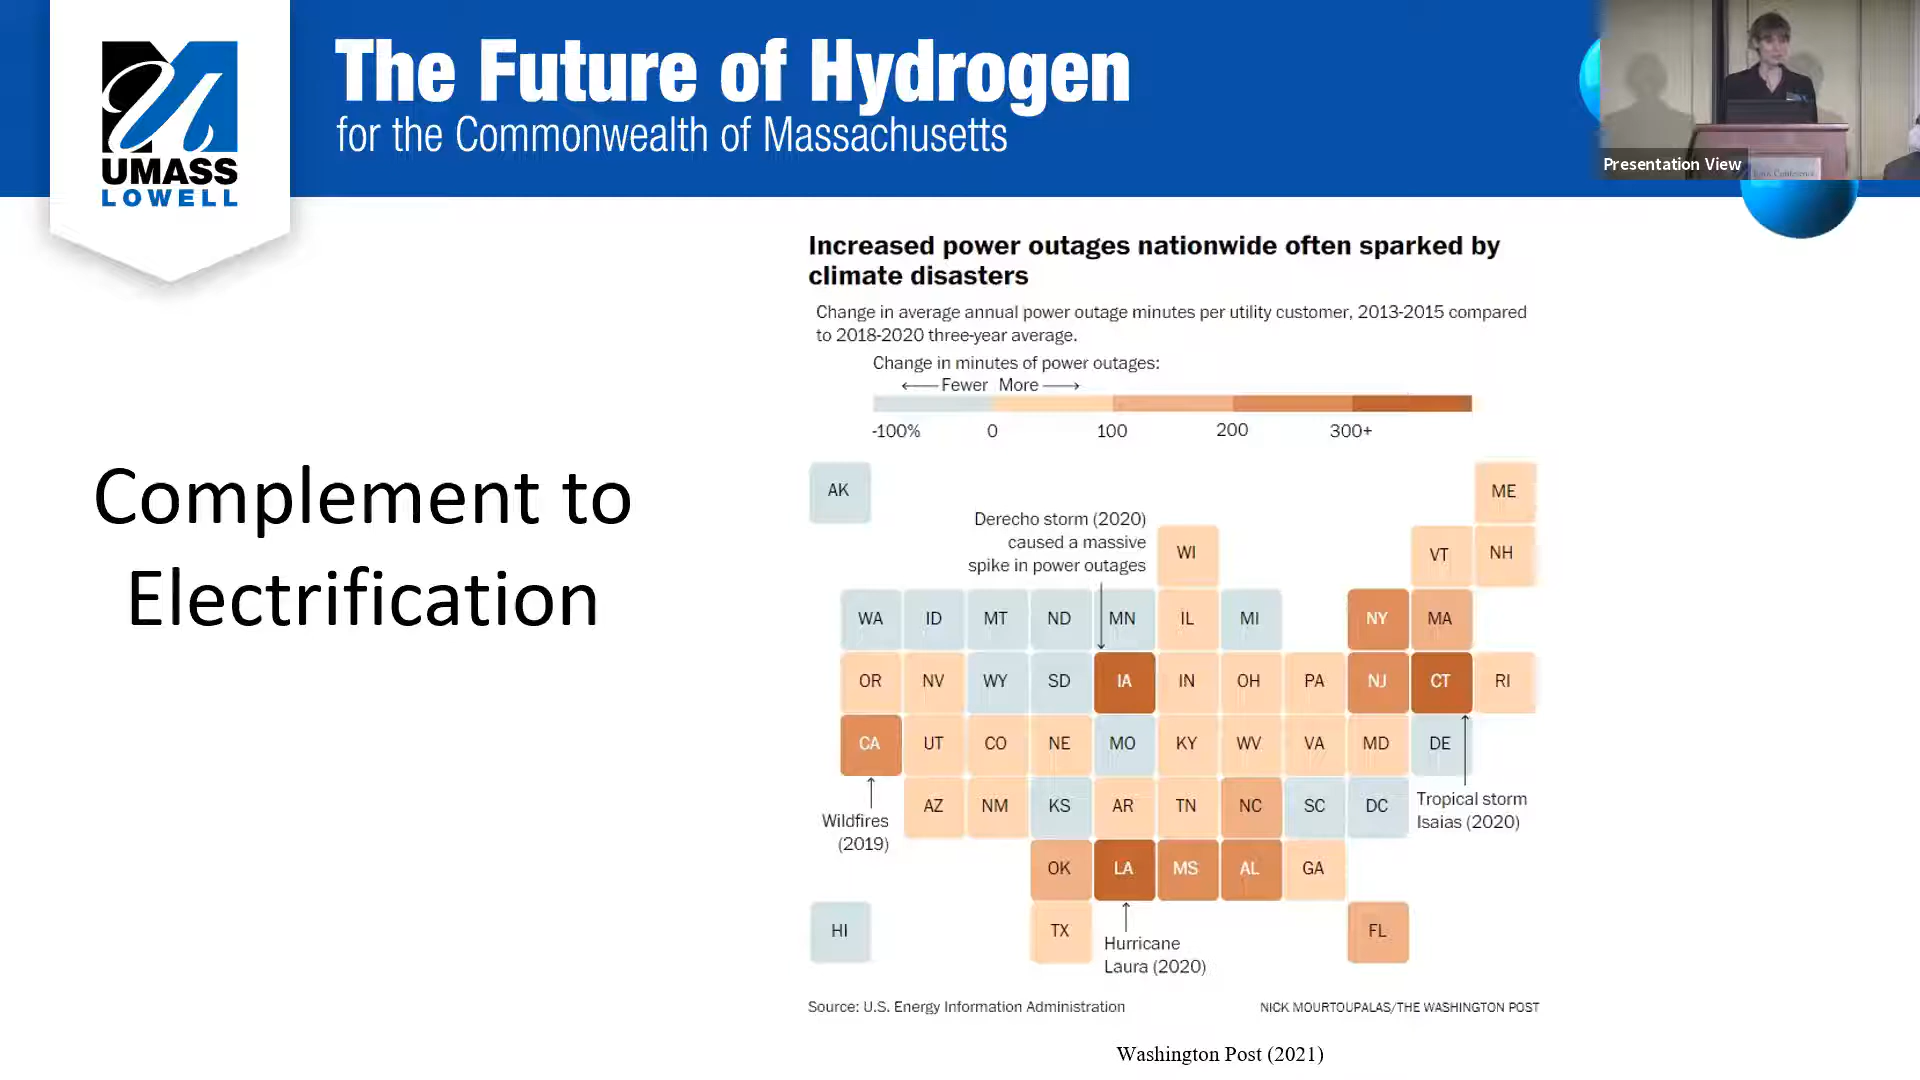 UMASS
LOWELL
The Future of Hydrogen
for the Commonwealth of Massachusetts
Presentation View
Complement to
Electrification
Increased power outages nationwide often sparked by
climate disasters
Change in average annual power outage minutes per utility customer, 2013-2015 compared
to 2018-2020 three-year average.
Change in minutes of power outages:
← Fewer More →
-100% 0 100 200 300+
AK ME
Derecho storm (2020)
caused a massive
spike in power outages
WI VT NH
WA ID MT ND MN IL MI NY MA
OR NV WY SD IA IN OH PA NJ CT RI
CA UT CO NE MO KY WV VA MD DE
AZ NM KS AR TN NC SC DC
Wildfires
(2019)
Tropical storm
Isaias (2020)
OK LA MS AL GA
HI TX FL
Hurricane
Laura (2020)
Source: U.S. Energy Information Administration
NICK MOURTOUPALAS/THE WASHINGTON POST
Washington Post (2021)